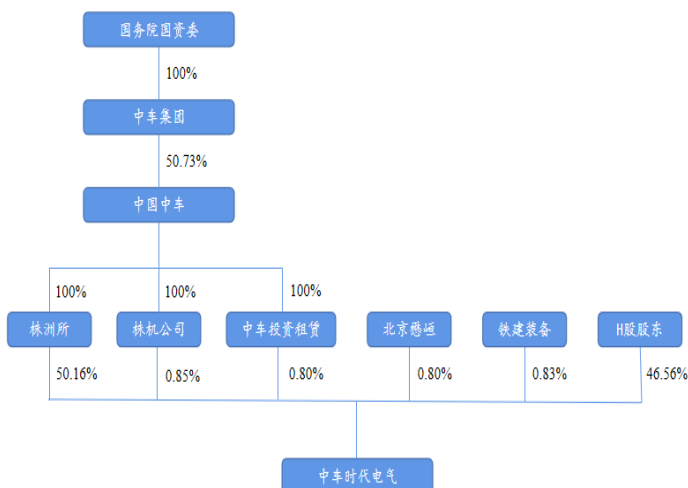 国务院国资委
100%
中车集团
50.73%
中国中车
100%
100%
100%
株洲所
株机公司
中车投资租赁
北京懋峘
铁建装备
H股股东
50.16%
0.85%
0.80%
0.80%
0.83%
46.56%
中车时代电气